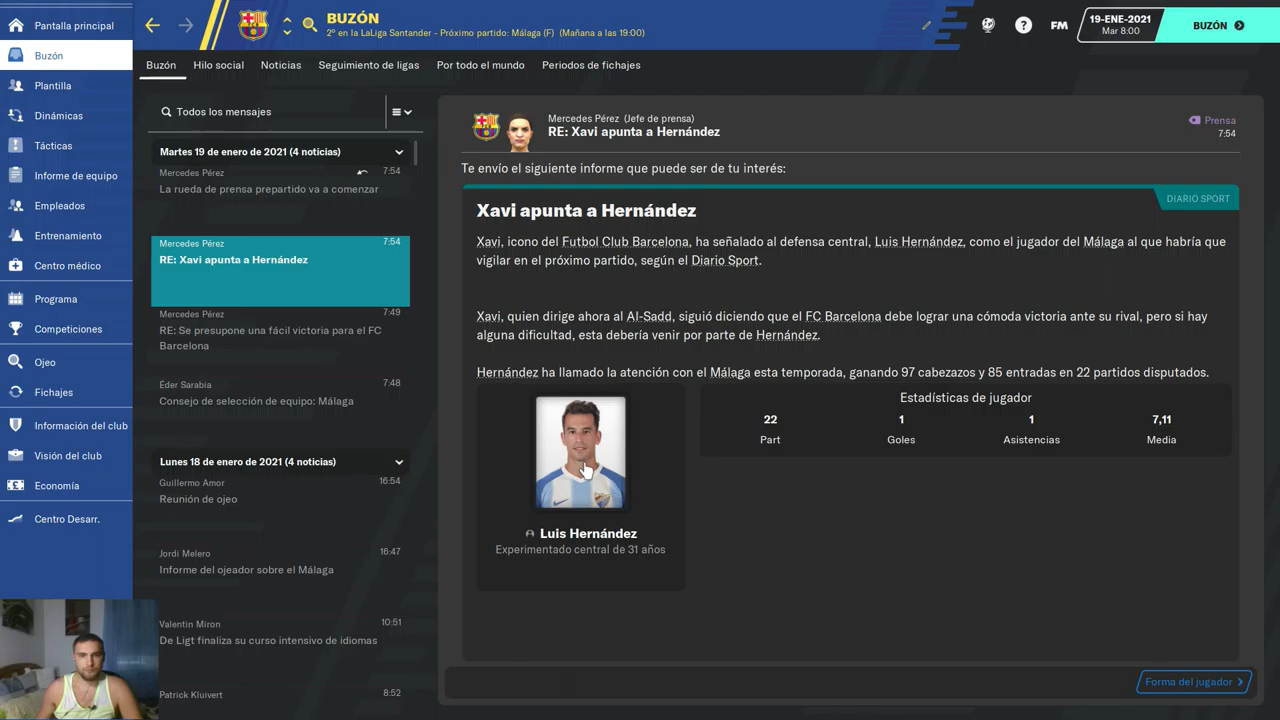 Pantalla principal
Buzón
Plantilla
Dinámicas
Tácticas
Informe de equipo
Empleados
Entrenamiento
Centro médico
Programa
Competiciones
Ojeo
Fichajes
Información del club
Visión del club
Economía
Centro Desarr.
BUZÓN
2º en la LaLiga Santander - Próximo partido: Málaga (F) (Mañana a las 19:00)
FM
19-ENE-2021
Mar 8:00
BUZÓN
Buzón Hilo social Noticias Seguimiento de ligas Por todo el mundo Periodos de fichajes
Todos los mensajes
Martes 19 de enero de 2021 (4 noticias)
Mercedes Pérez 7:54
La rueda de prensa prepartido va a comenzar
Mercedes Pérez 7:54
RE: Xavi apunta a Hernández
Mercedes Pérez 7:49
RE: Se presupone una fácil victoria para el FC
Barcelona
Éder Sarabia 7:48
Consejo de selección de equipo: Málaga
Lunes 18 de enero de 2021 (4 noticias)
Guillermo Amor 16:54
Reunión de ojeo
Jordi Melero 16:47
Informe del ojeador sobre el Málaga
Valentin Miron 10:51
De Ligt finaliza su curso intensivo de idiomas
Patrick Kluivert 8:52
Mercedes Pérez (Jefe de prensa)
RE: Xavi apunta a Hernández
Prensa
7:54
Te envío el siguiente informe que puede ser de tu interés:
DIARIO SPORT
Xavi apunta a Hernández
Xavi, icono del Futbol Club Barcelona, ha señalado al defensa central, Luis Hernández, como el jugador del Málaga al que habría que
vigilar en el próximo partido, según el Diario Sport.
Xavi, quien dirige ahora al Al-Sadd, siguió diciendo que el FC Barcelona debe lograr una cómoda victoria ante su rival, pero si hay
alguna dificultad, esta debería venir por parte de Hernández.
Hernández ha llamado la atención con el Málaga esta temporada, ganando 97 cabezazos y 85 entradas en 22 partidos disputados.
Luis Hernández
Experimentado central de 31 años
Estadísticas de jugador
22 1 1 7,11
Part Goles Asistencias Media
Forma del jugador